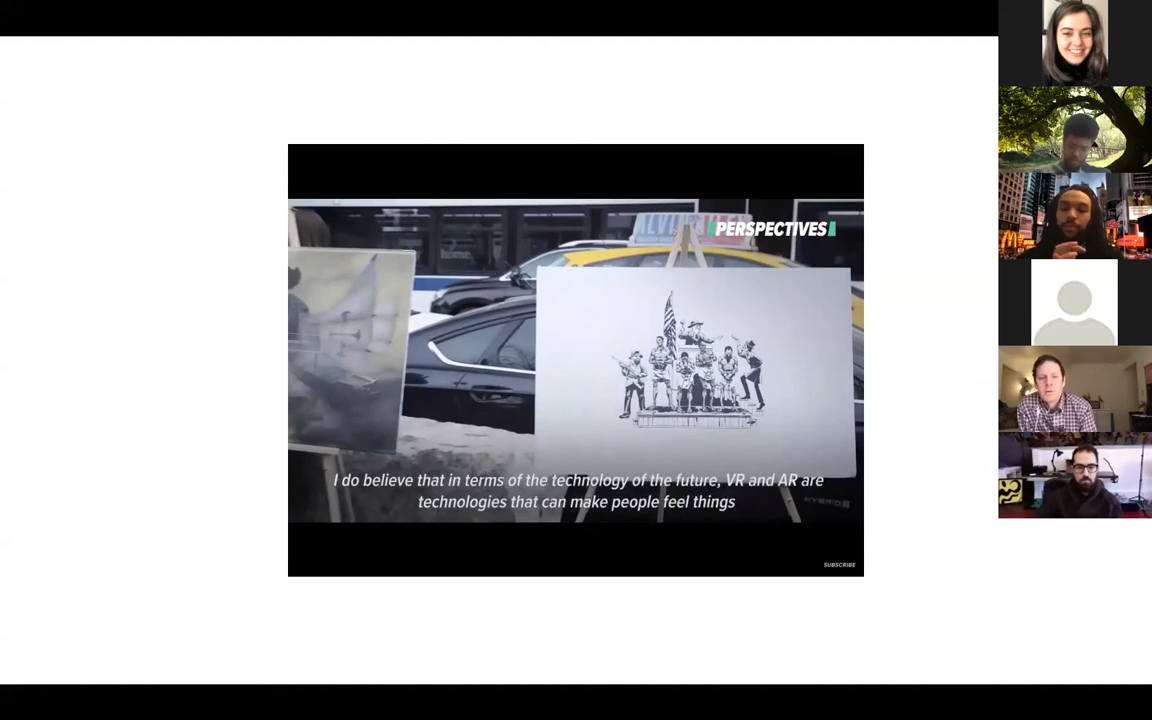 PERSPECTIVES
I do believe that in terms of the technology of the future, VR and AR are
technologies that can make people feel things
SUBSCRIBE